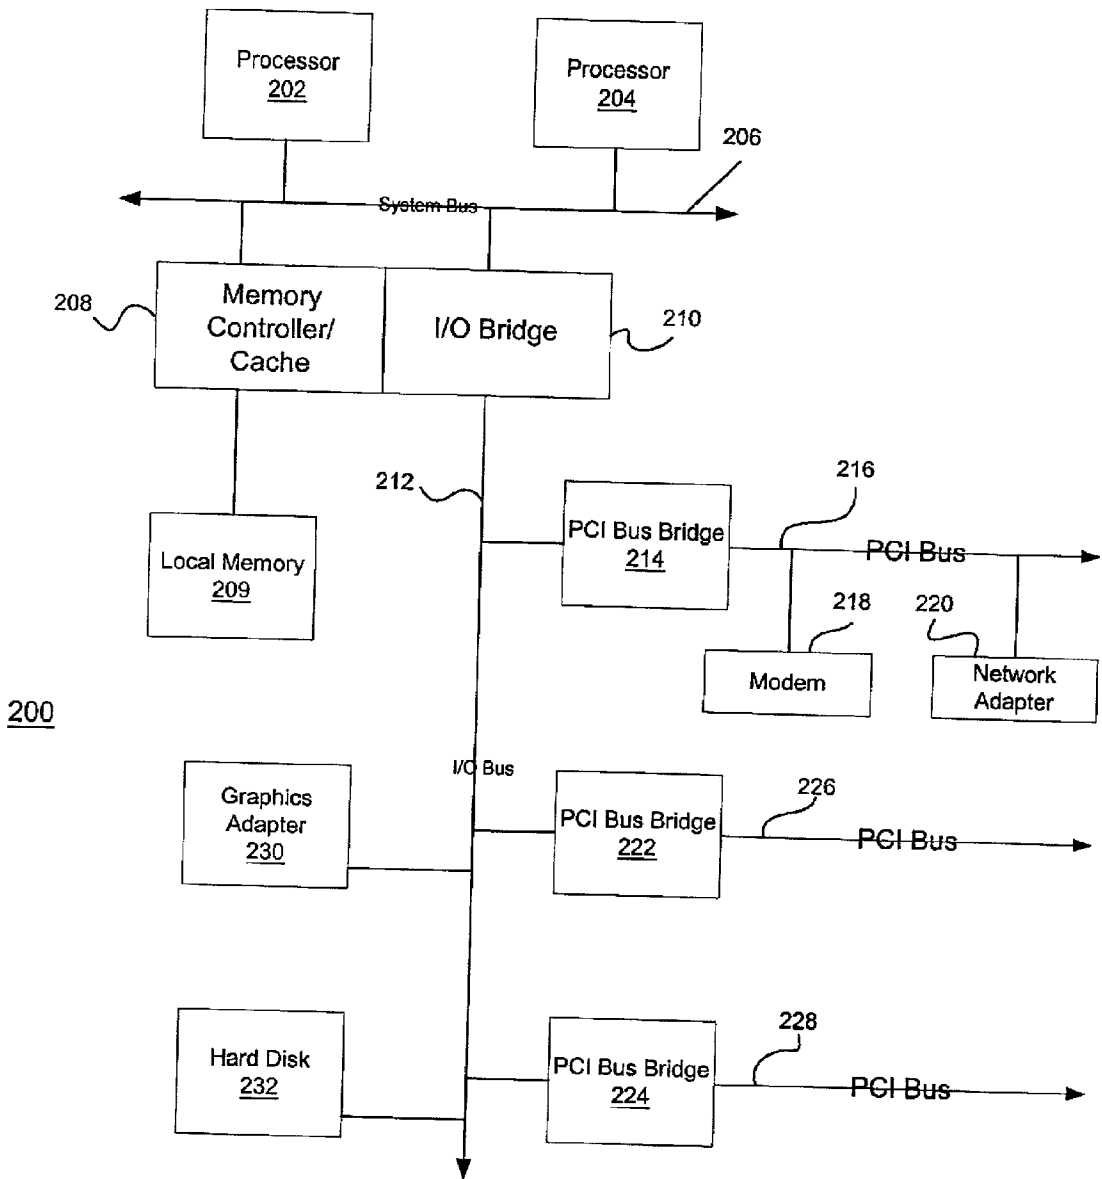 Processor
202
Processor
204
206
System Bus
208
Memory
Controller/
Cache
I/O Bridge
210
212
216
PCI Bus Bridge
214
PCI Bus
Local Memory
209
218
220
Modem
Network
Adapter
200
I/O Bus
226
Graphics
Adapter
230
PCI Bus Bridge
222
PCI Bus
228
Hard Disk
232
PCI Bus Bridge
224
PCI Bus